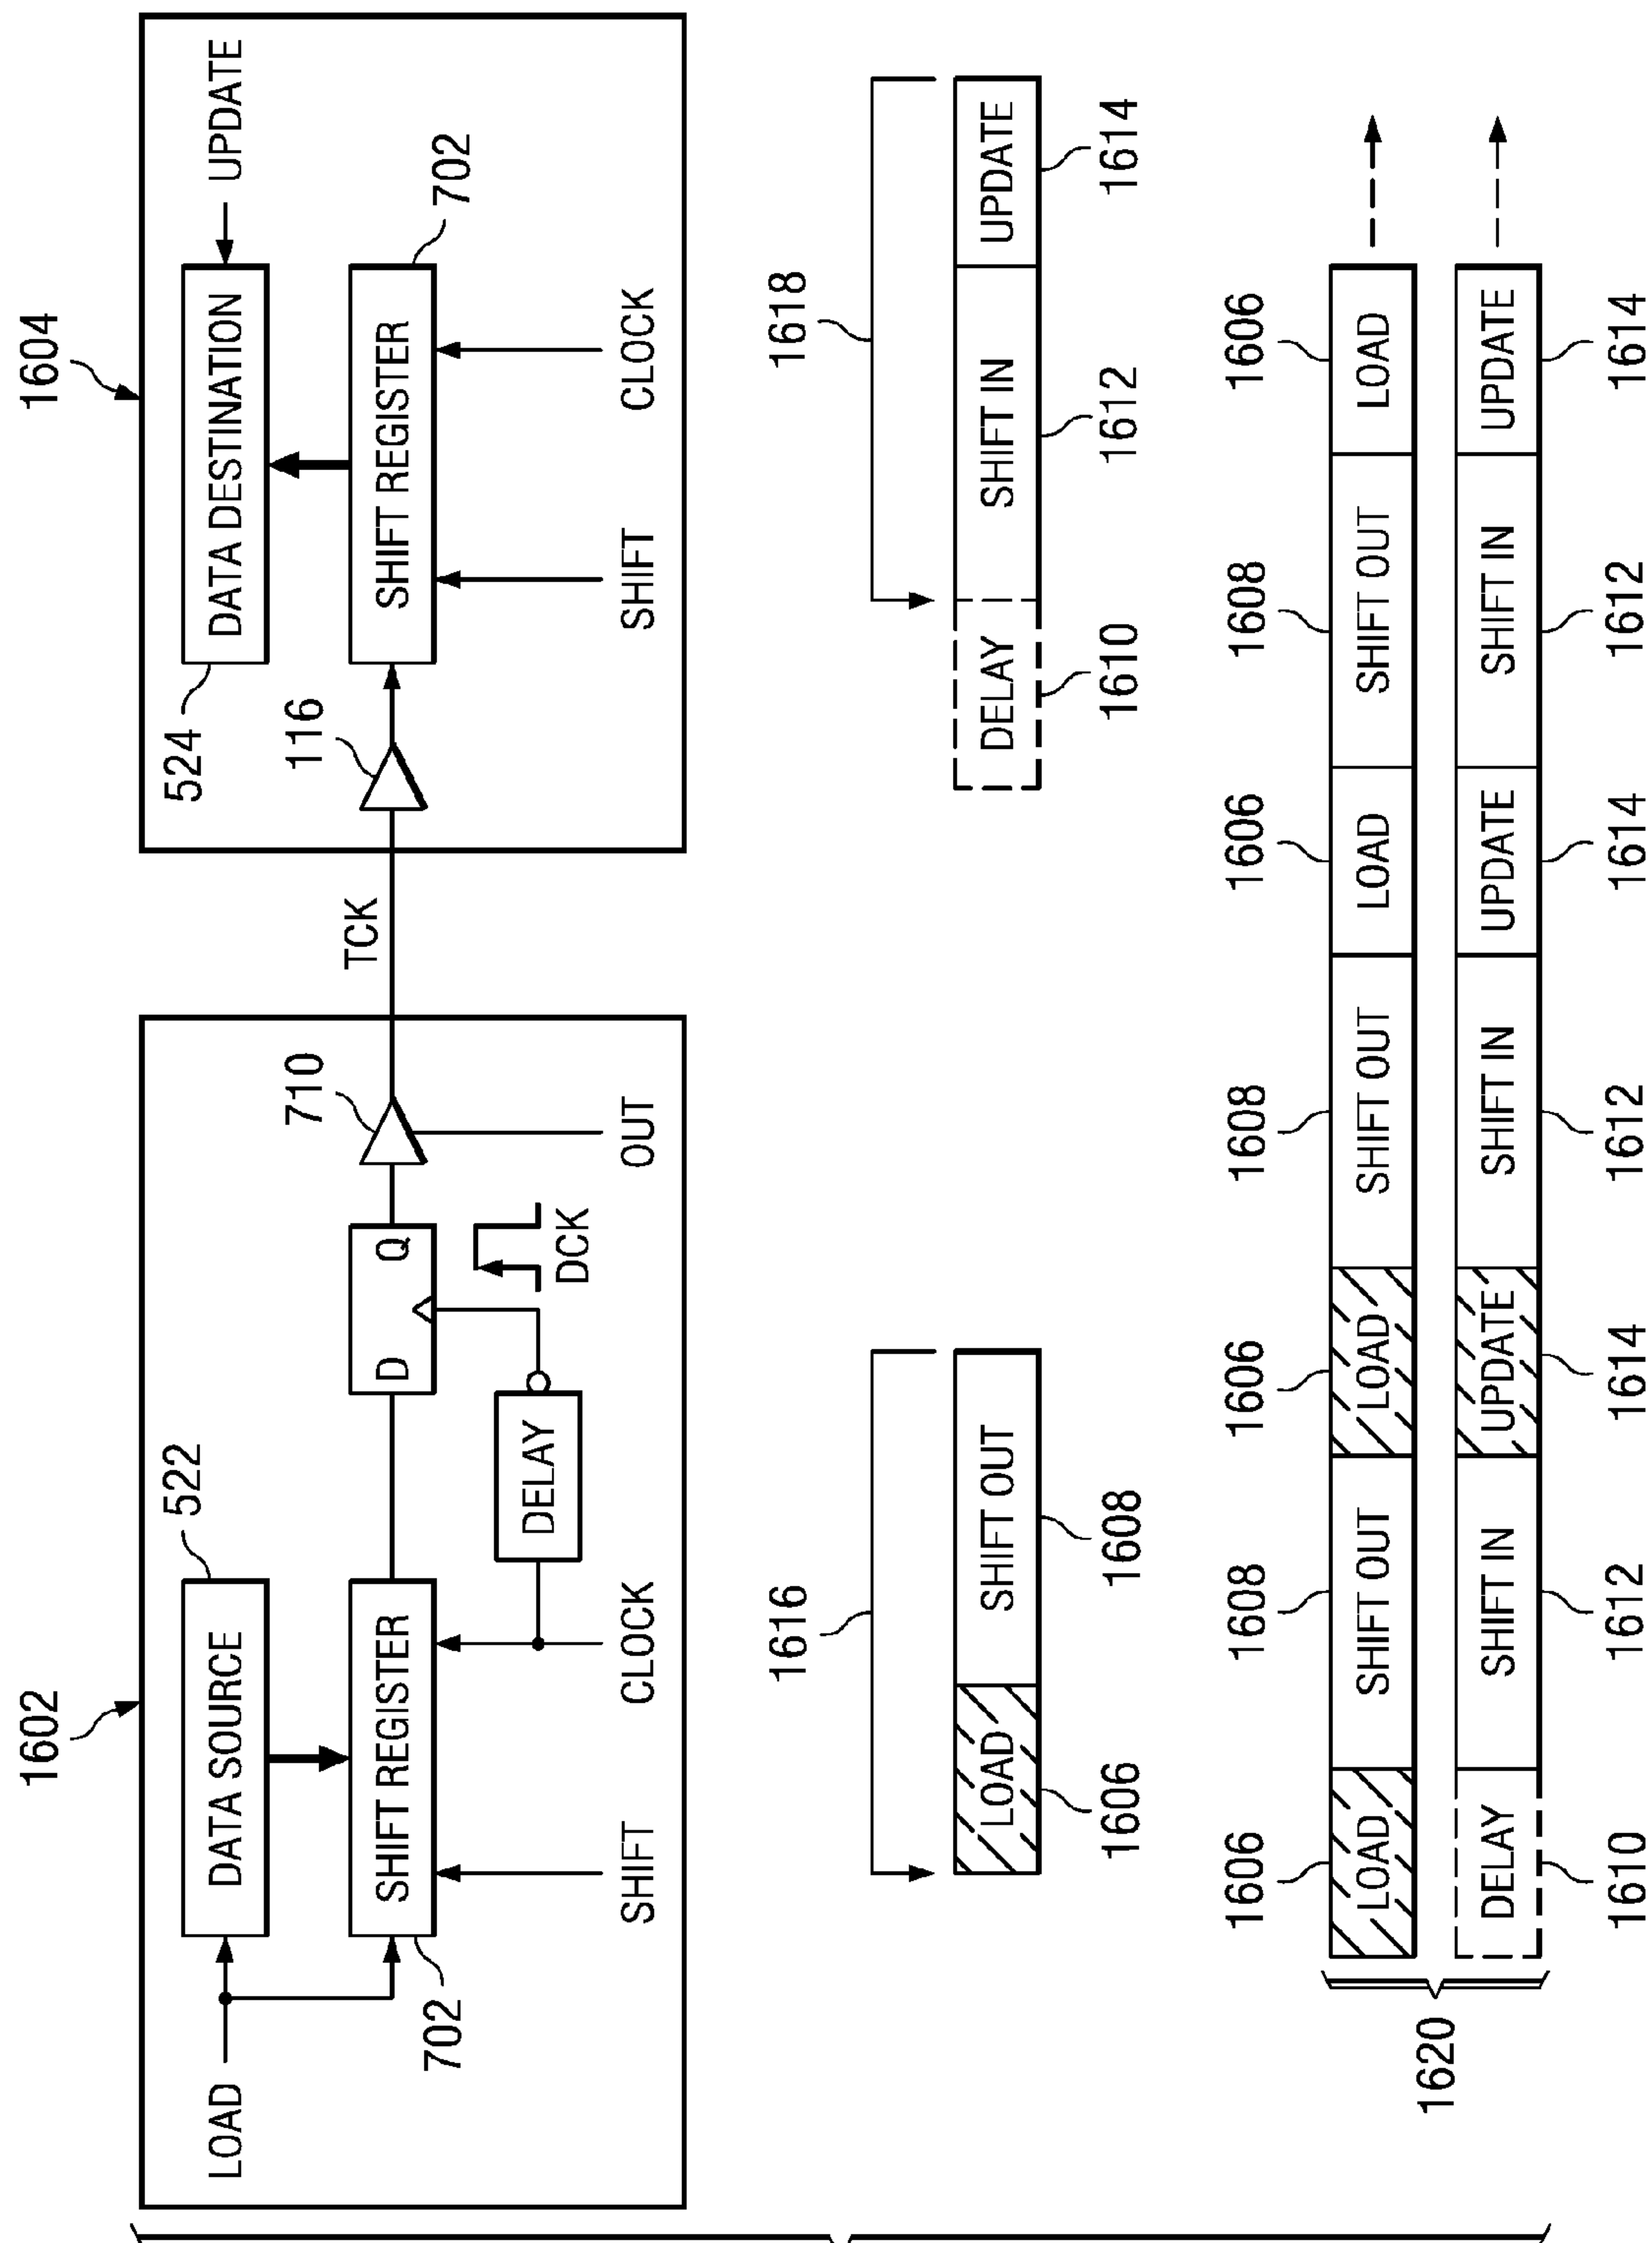 1602
1604
LOAD
DATA SOURCE
522
524
DATA DESTINATION
UPDATE
702
SHIFT REGISTER
D Q
710
TCK
116
SHIFT REGISTER
702
DELAY
DCK
SHIFT
CLOCK
OUT
SHIFT
CLOCK
1616
1618
LOAD
SHIFT OUT
DELAY
SHIFT IN
UPDATE
1606
1608
1610
1612
1614
1606
1608
1606
1608
1606
1608
1606
LOAD
SHIFT OUT
LOAD
SHIFT OUT
LOAD
SHIFT OUT
LOAD
1620
DELAY
SHIFT IN
UPDATE
SHIFT IN
UPDATE
SHIFT IN
UPDATE
1610
1612
1614
1612
1614
1612
1614